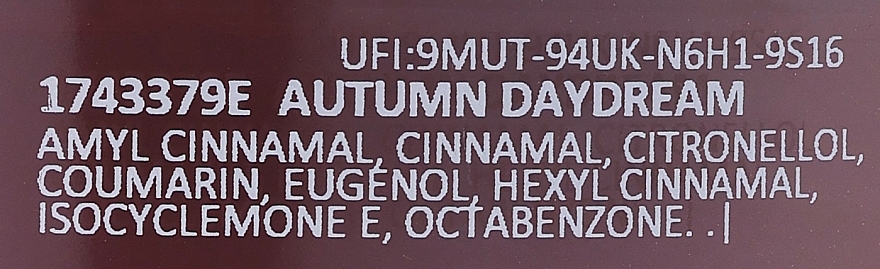 UFI:9MUT-94UK-N6H1-9S16
1743379E AUTUMN DAYDREAM
AMYL CINNAMAL, CINNAMAL, CITRONELLOL,
COUMARIN, EUGENOL, HEXYL CINNAMAL,
ISOCYCLEMONE E, OCTABENZONE. .|